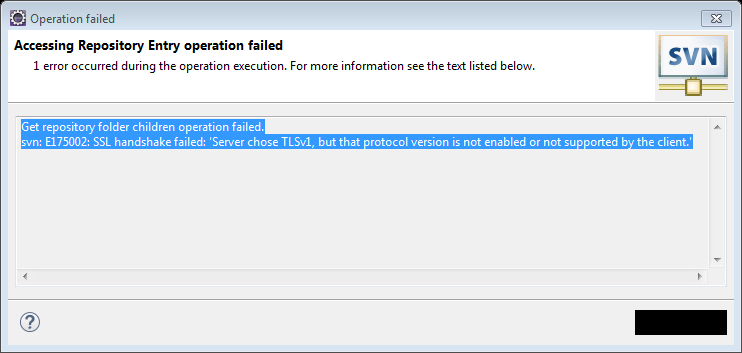 Operation failed
Accessing Repository Entry operation failed
1 error occurred during the operation execution. For more information see the text listed below.
SVN
Get repository folder children operation failed.
svn: E175002: SSL handshake failed: 'Server chose TLSv1, but that protocol version is not enabled or not supported by the client.'
?